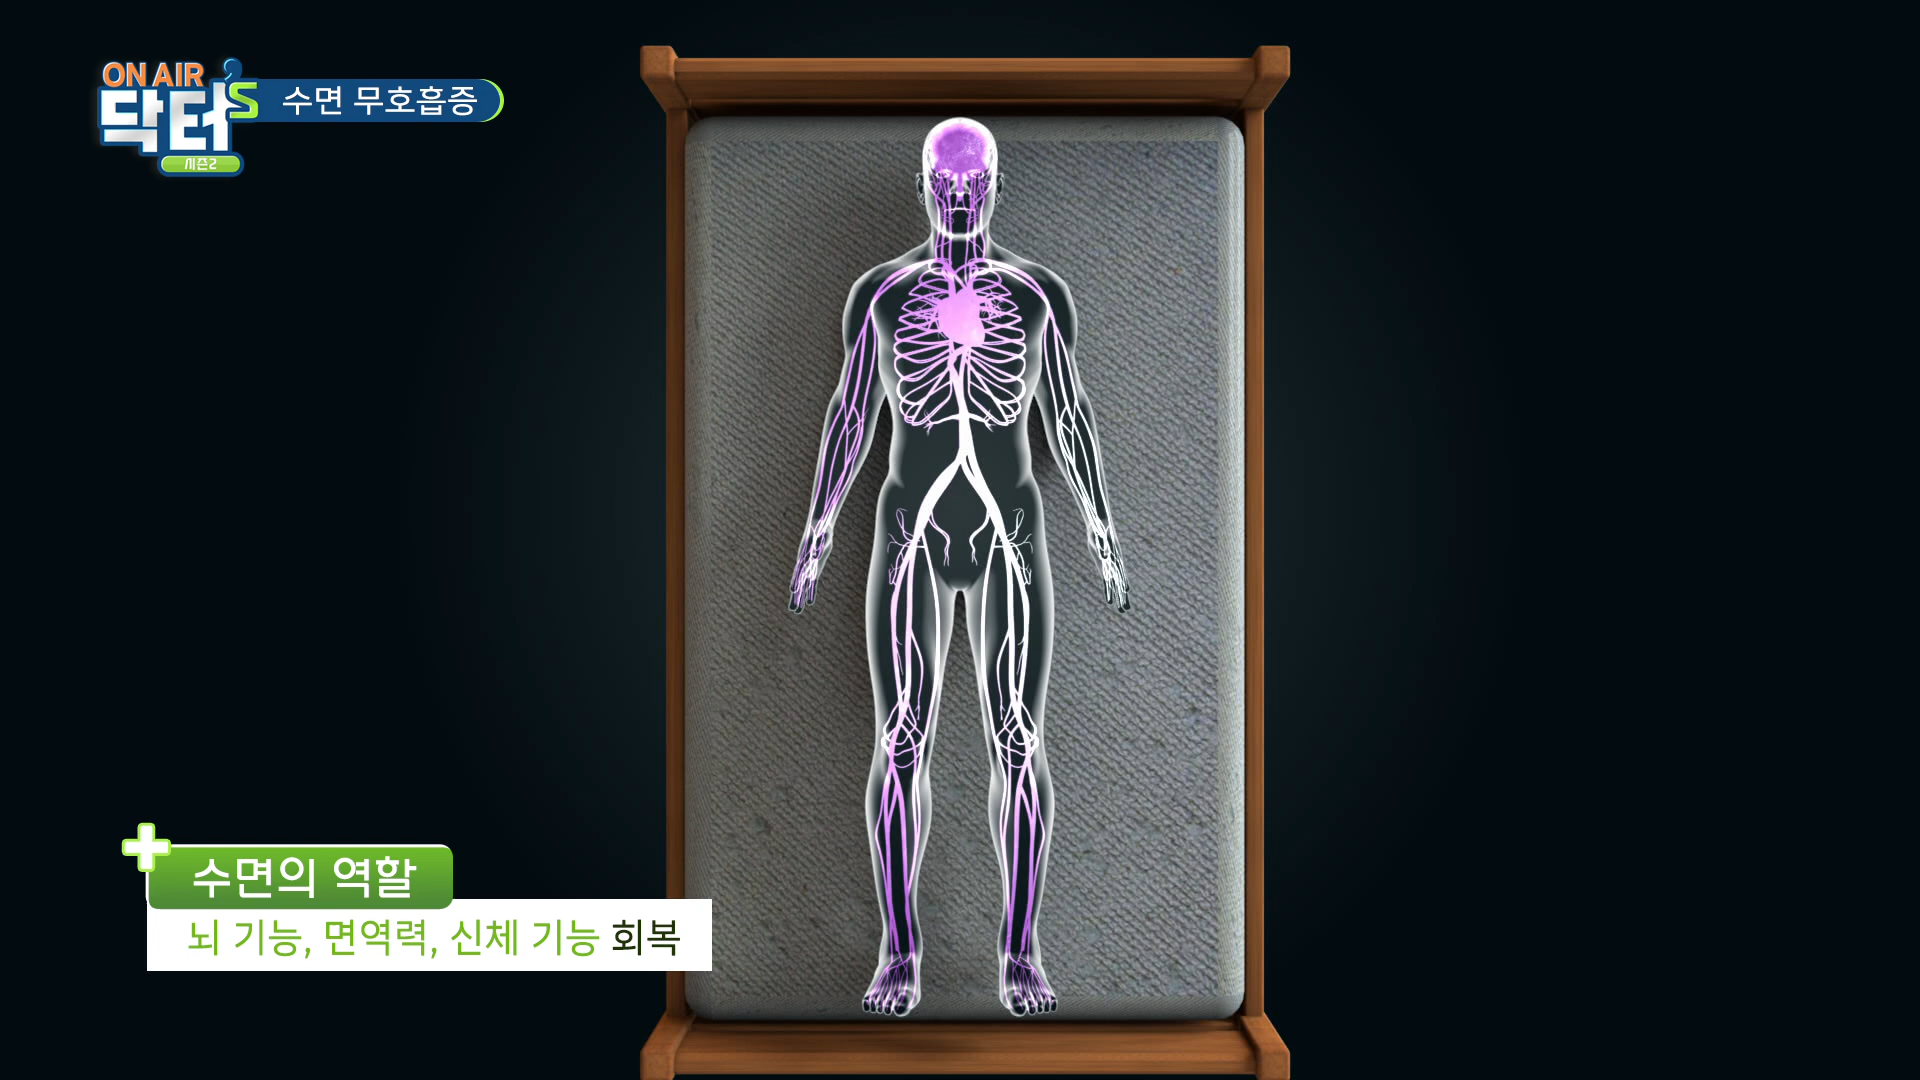 ON AIR
닥터'S
시즌2
수면 무호흡증
수면의 역할
뇌 기능, 면역력, 신체 기능 회복